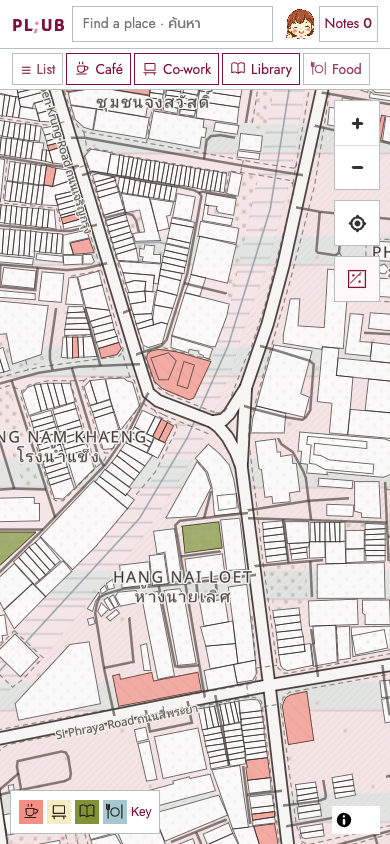 PL;UB
Find a place · ค้นหา
Notes 0
List
Café
Co-work
Library
Food
ชุมชนจงสวัสดิ์
NG NAM KHAENG
โรงน้ำแข็ง
HANG NAI LOET
หางนายเลิศ
Si Phraya Road ถนนสี่พระยา
Key